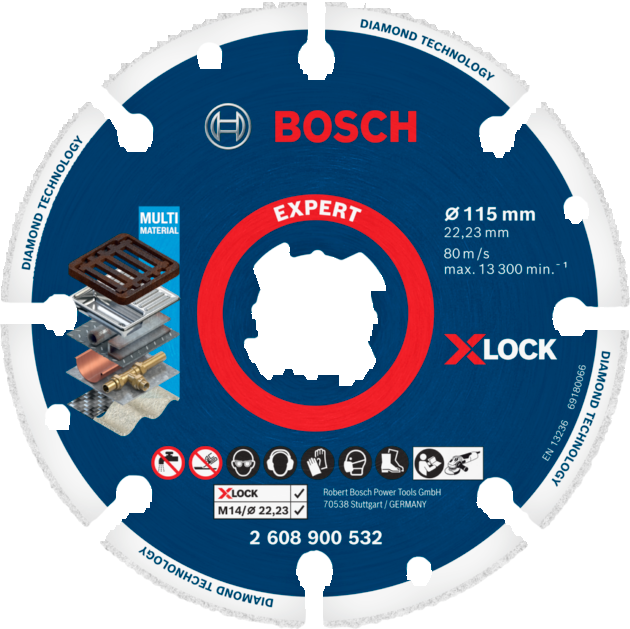 DIAMOND TECHNOLOGY
DIAMOND TECHNOLOGY
BOSCH
EXPERT
MULTI
MATERIAL
Ø 115 mm
22,23 mm
80 m/s
max. 13 300 min.⁻¹
XLOCK
DIAMOND TECHNOLOGY
EN 13236 69180066
XLOCK ✓
M14/Ø 22,23 ✓
Robert Bosch Power Tools GmbH
70538 Stuttgart / GERMANY
2 608 900 532
DIAMOND TECHNOLOGY
DIAMOND TECHNOLOGY